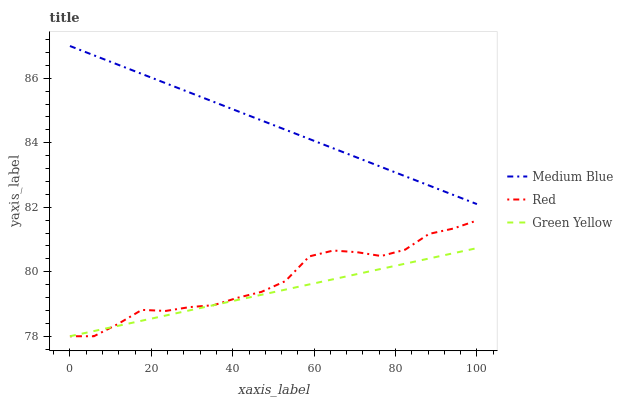 title
yaxis_label
86
84
82
80
78
0 20 40 60 80 100
xaxis_label
Medium Blue
Red
Green Yellow